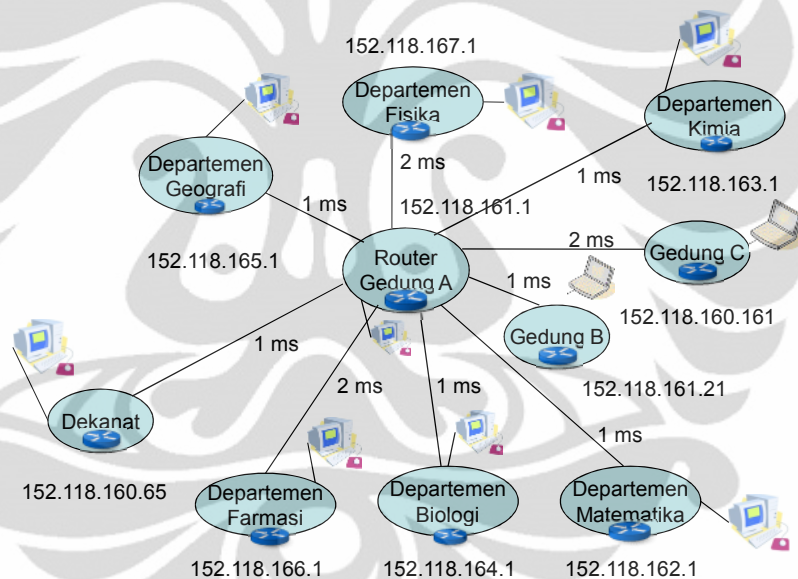 152.118.167.1
Departemen
Fisika
Departemen
Kimia
Departemen
Geografi
2 ms
1 ms
152.118.163.1
1 ms
152.118.161.1
152.118.165.1
Router
Gedung A
2 ms
Gedung C
1 ms
152.118.160.161
Gedung B
1 ms
152.118.161.21
2 ms
1 ms
Dekanat
1 ms
152.118.160.65
Departemen
Farmasi
Departemen
Biologi
Departemen
Matematika
152.118.166.1
152.118.164.1
152.118.162.1